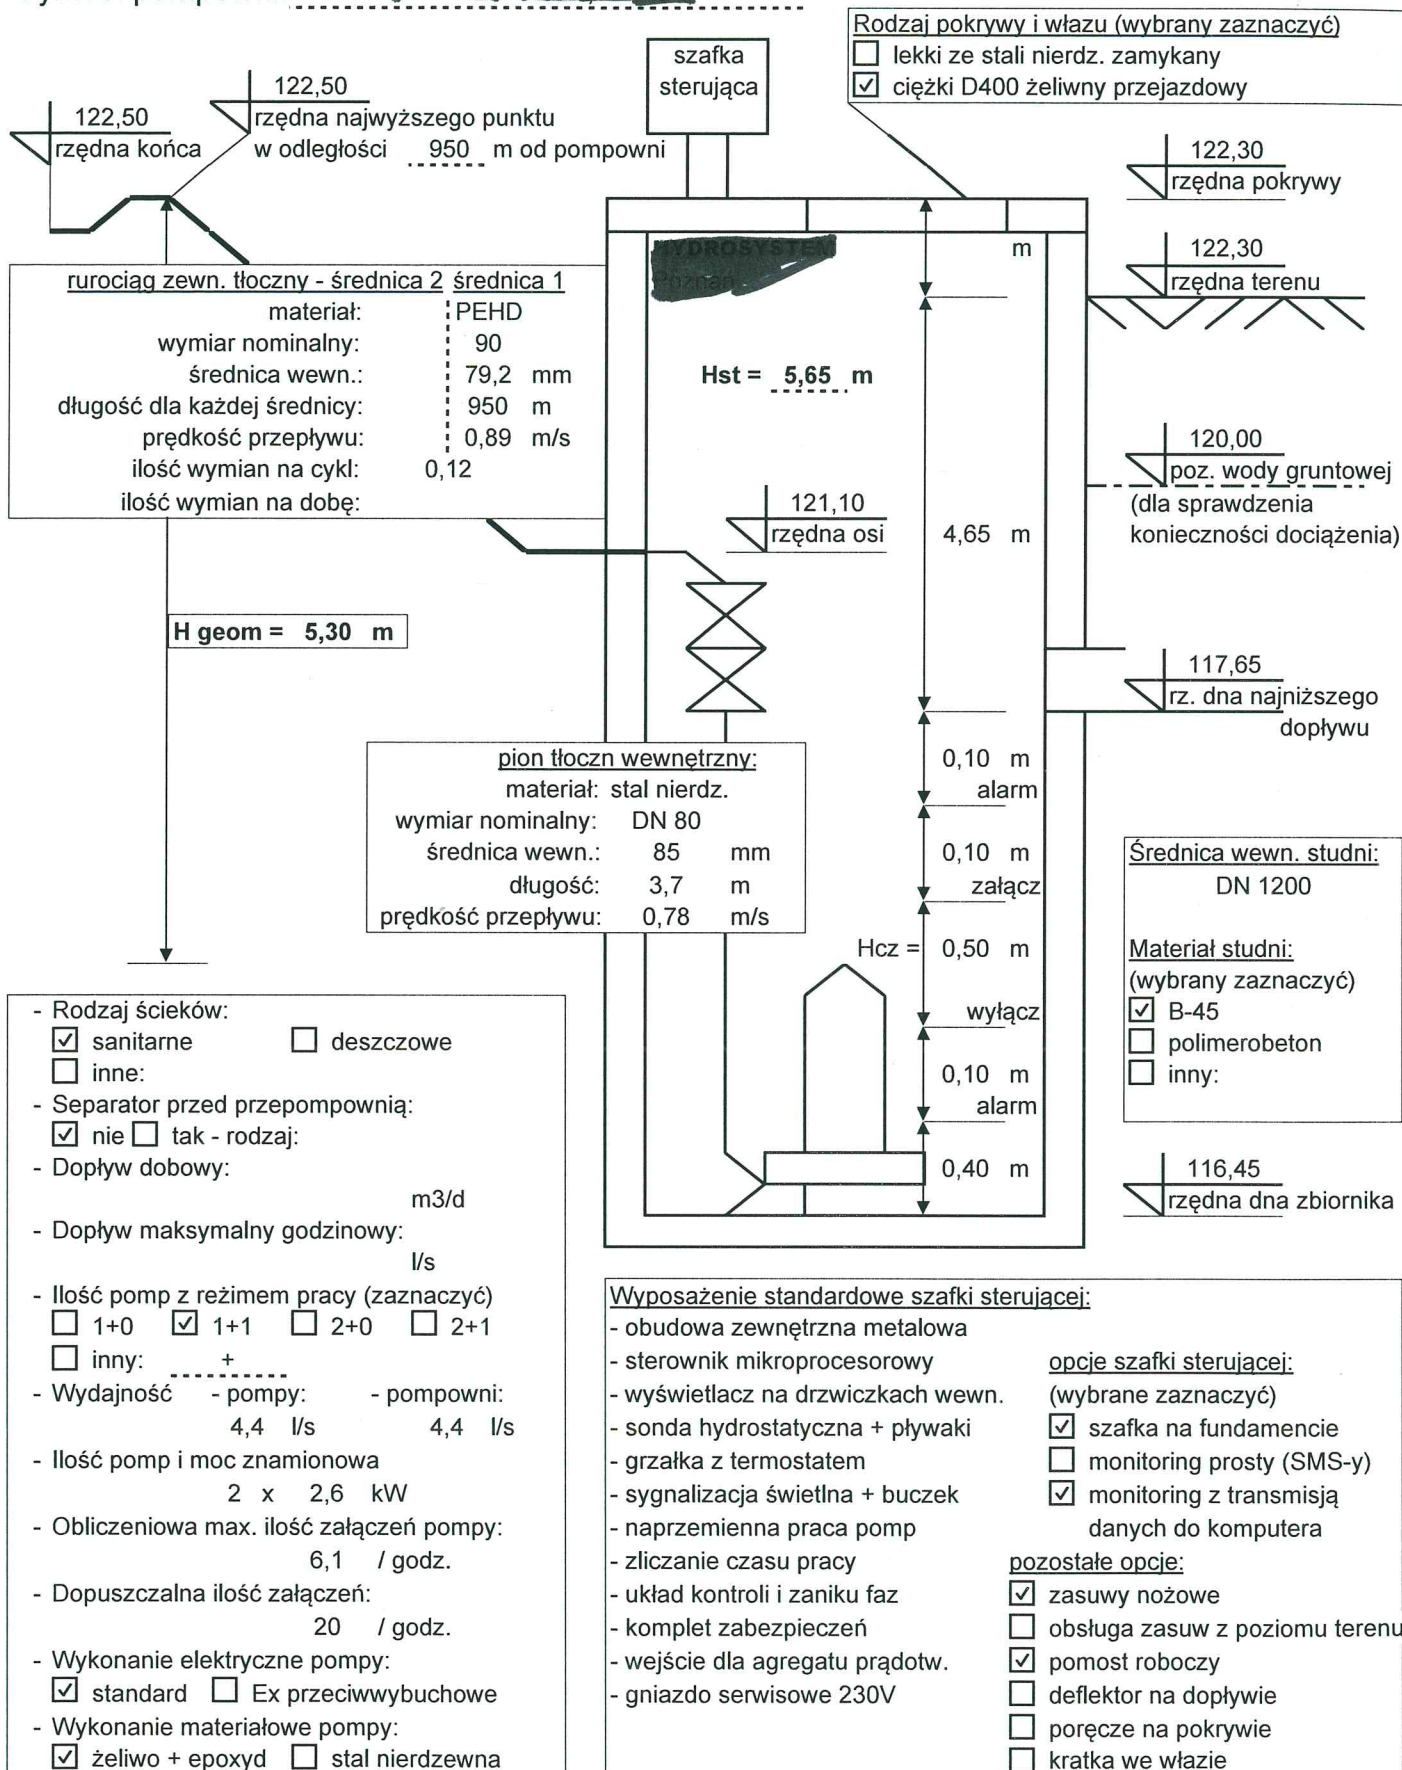 Rodzaj pokrywy i włazu (wybrany zaznaczyć)
lekki ze stali nierdz. zamykany
ciężki D400 żeliwny przejazdowy
szafka
sterująca
122,50
rzędna najwyższego punktu
w odległości 950 m od pompowni
122,50
rzędna końca
122,30
rzędna pokrywy
122,30
rzędna terenu
HYDROSYSTEM
Poznań
m
rurociąg zewn. tłoczny - średnica 2 średnica 1
materiał: PEHD
wymiar nominalny: 90
średnica wewn.: 79,2 mm
długość dla każdej średnicy: 950 m
prędkość przepływu: 0,89 m/s
ilość wymian na cykl: 0,12
ilość wymian na dobę:
Hst = 5,65 m
120,00
poz. wody gruntowej
(dla sprawdzenia
konieczności dociążenia)
121,10
rzędna osi
4,65 m
H geom = 5,30 m
117,65
rz. dna najniższego
dopływu
pion tłoczn wewnętrzny:
materiał: stal nierdz.
wymiar nominalny: DN 80
średnica wewn.: 85 mm
długość: 3,7 m
prędkość przepływu: 0,78 m/s
0,10 m
alarm
0,10 m
załącz
Hcz = 0,50 m
wyłącz
0,10 m
alarm
0,40 m
Średnica wewn. studni:
DN 1200
Materiał studni:
(wybrany zaznaczyć)
B-45
polimerobeton
inny:
116,45
rzędna dna zbiornika
- Rodzaj ścieków:
sanitarne deszczowe
inne:
- Separator przed przepompownią:
nie tak - rodzaj:
- Dopływ dobowy:
m3/d
- Dopływ maksymalny godzinowy:
l/s
- Ilość pomp z reżimem pracy (zaznaczyć)
1+0 1+1 2+0 2+1
inny: +
- Wydajność - pompy: - pompowni:
4,4 l/s 4,4 l/s
- Ilość pomp i moc znamionowa
2 x 2,6 kW
- Obliczeniowa max. ilość załączeń pompy:
6,1 / godz.
- Dopuszczalna ilość załączeń:
20 / godz.
- Wykonanie elektryczne pompy:
standard Ex przeciwwybuchowe
- Wykonanie materiałowe pompy:
żeliwo + epoxyd stal nierdzewna
Wyposażenie standardowe szafki sterującej:
- obudowa zewnętrzna metalowa
- sterownik mikroprocesorowy
- wyświetlacz na drzwiczkach wewn.
- sonda hydrostatyczna + pływaki
- grzałka z termostatem
- sygnalizacja świetlna + buczek
- naprzemienna praca pomp
- zliczanie czasu pracy
- układ kontroli i zaniku faz
- komplet zabezpieczeń
- wejście dla agregatu prądotw.
- gniazdo serwisowe 230V
opcje szafki sterującej:
(wybrane zaznaczyć)
szafka na fundamencie
monitoring prosty (SMS-y)
monitoring z transmisją
danych do komputera
pozostałe opcje:
zasuwy nożowe
obsługa zasuw z poziomu terenu
pomost roboczy
deflektor na dopływie
poręcze na pokrywie
kratka we włazie